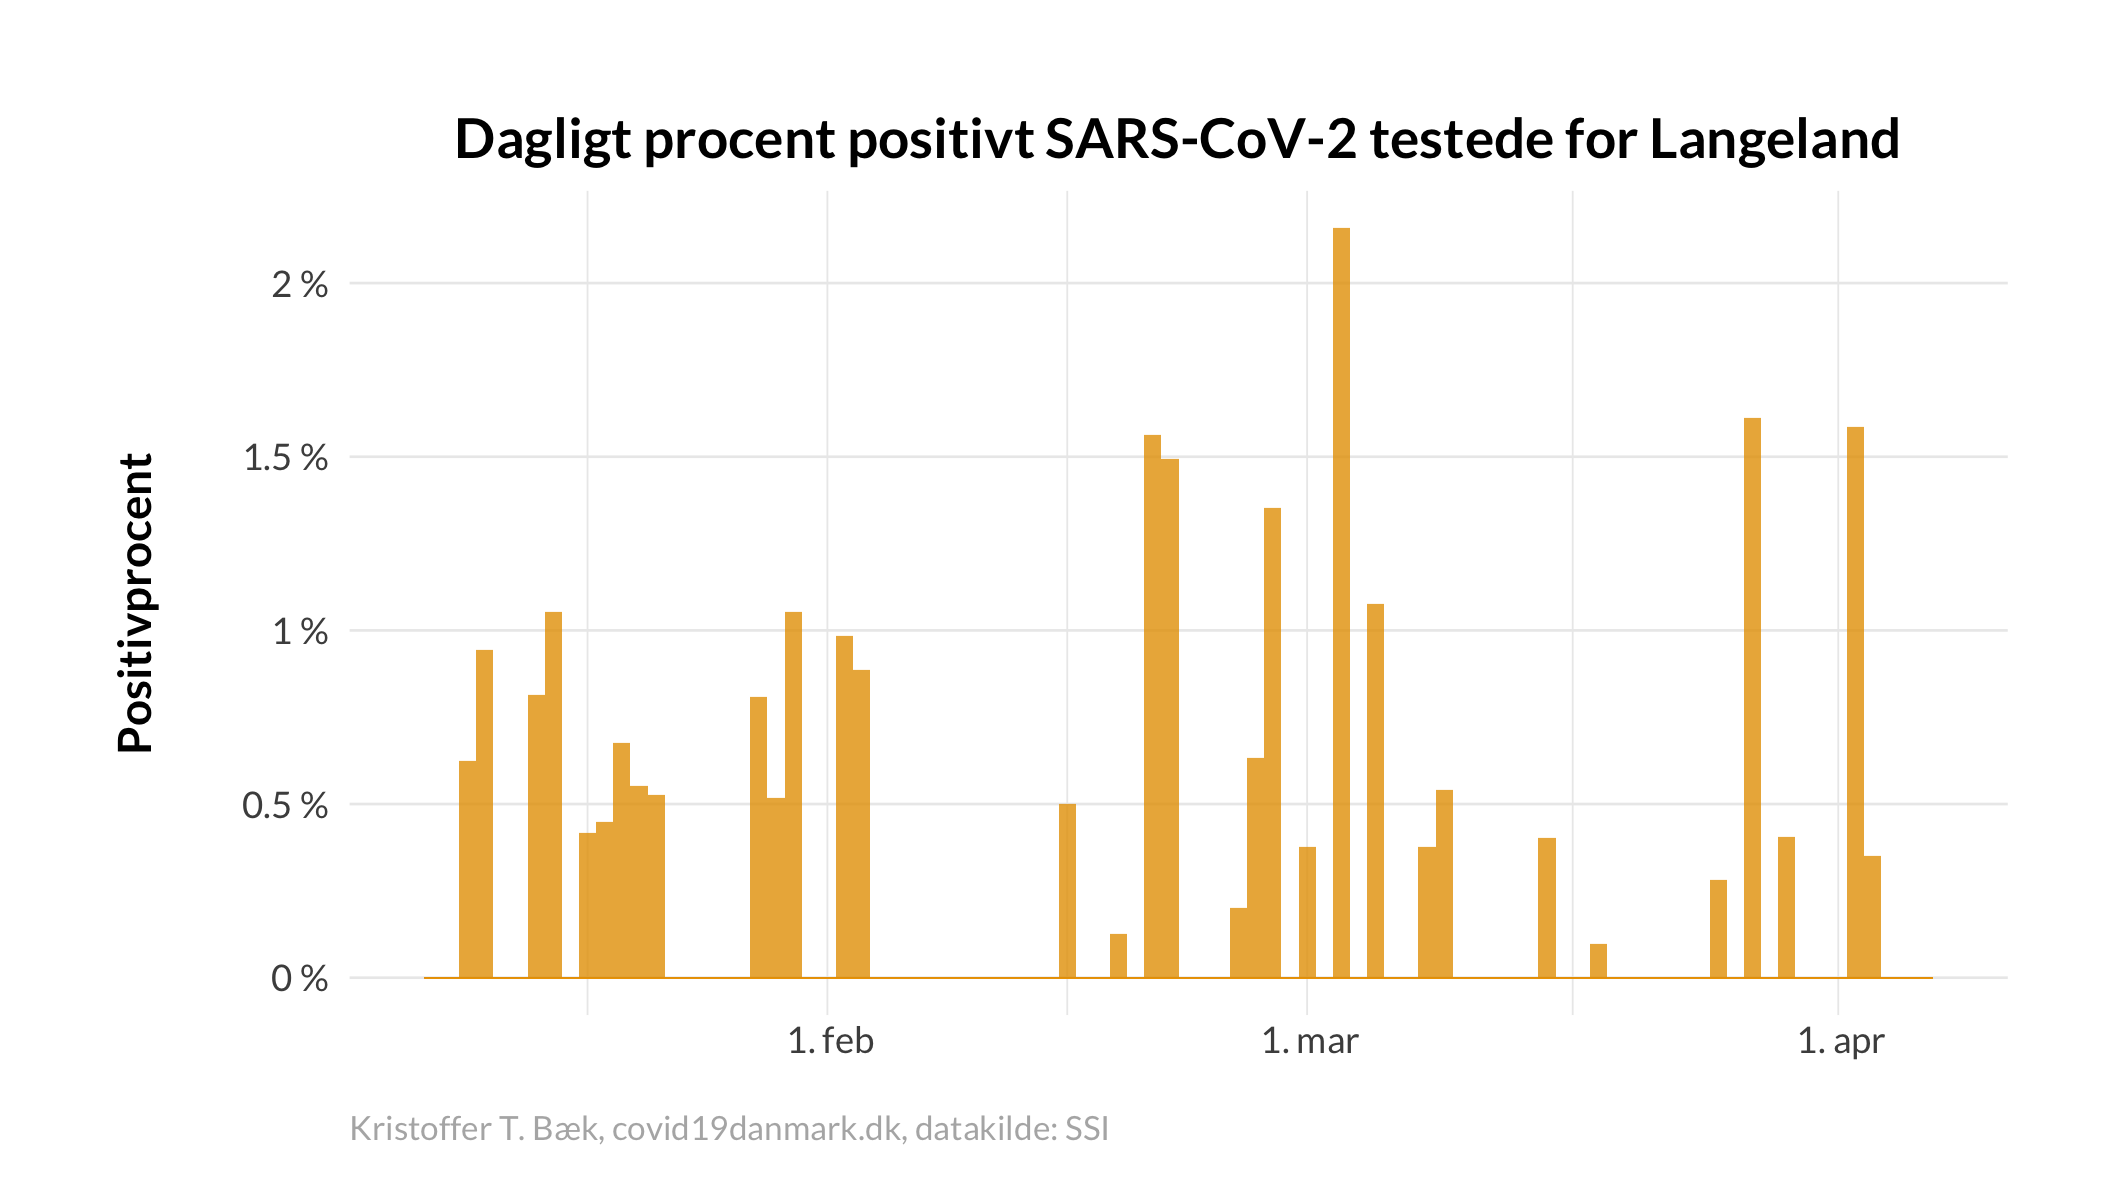 Dagligt procent positivt SARS-CoV-2 testede for Langeland
Positivprocent
2 %
1.5 %
1 %
0.5 %
0 %
1. feb
1. mar
1. apr
Kristoffer T. Bæk, covid19danmark.dk, datakilde: SSI